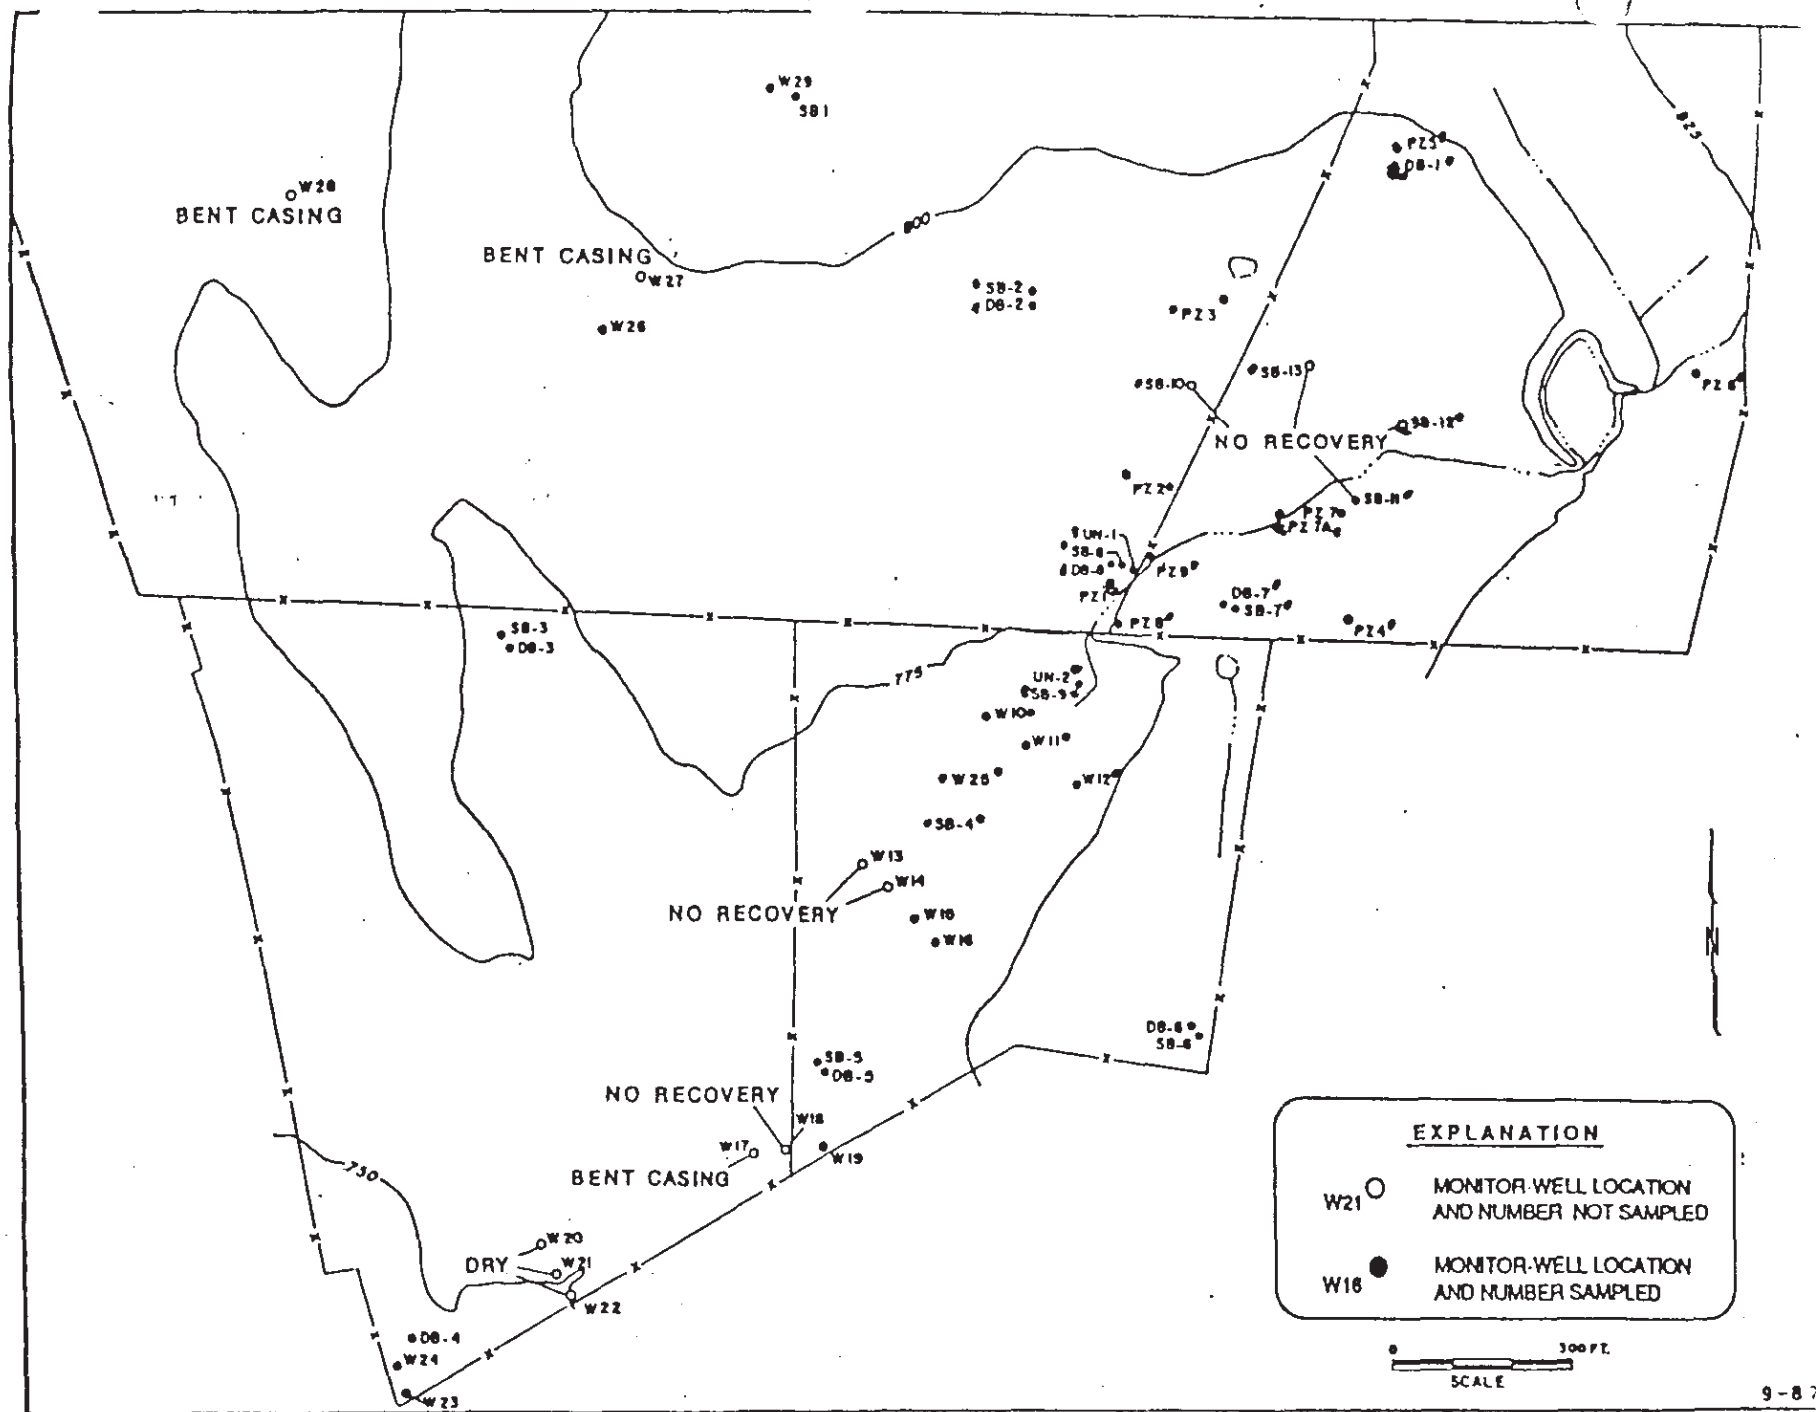 W29
SB1
825
PZ5
DB-1
W28
BENT CASING
800
BENT CASING
W27
SB-2
DB-2
PZ3
W26
SB-10
SB-13
PZ6
NO RECOVERY
SB-12
PZ2
SB-11
PZ7
PZ7A
UN-1
SB-8
DB-8
PZ9
PZ1
DB-7
SB-7
PZ8
PZ4
SB-3
DB-3
775
UN-2
SB-9
W10
W11
W25
W12
SB-4
W13
W14
NO RECOVERY
W15
W16
N
DB-6
SB-6
SB-5
DB-5
NO RECOVERY
W18
W17
W19
BENT CASING
750
W20
DRY
W21
W22
DB-4
W24
W23
EXPLANATION
W21
MONITOR-WELL LOCATION
AND NUMBER NOT SAMPLED
W16
MONITOR-WELL LOCATION
AND NUMBER SAMPLED
0 300 FT.
SCALE
9-87